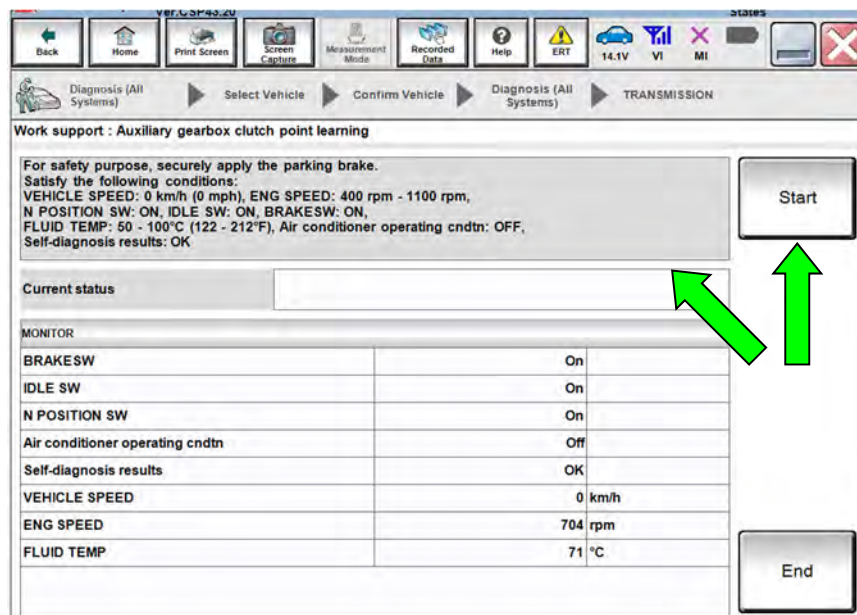 Ver.CSP43.20
States
Back
Home
Print Screen
Screen
Capture
Measurement
Mode
Recorded
Data
Help
ERT
14.1V
VI
MI
Diagnosis (All
Systems)
Select Vehicle
Confirm Vehicle
Diagnosis (All
Systems)
TRANSMISSION
Work support : Auxiliary gearbox clutch point learning
For safety purpose, securely apply the parking brake.
Satisfy the following conditions:
VEHICLE SPEED: 0 km/h (0 mph), ENG SPEED: 400 rpm - 1100 rpm,
N POSITION SW: ON, IDLE SW: ON, BRAKESW: ON,
FLUID TEMP: 50 - 100°C (122 - 212°F), Air conditioner operating cndtn: OFF,
Self-diagnosis results: OK
Start
Current status
MONITOR
BRAKESW On
IDLE SW On
N POSITION SW On
Air conditioner operating cndtn Off
Self-diagnosis results OK
VEHICLE SPEED 0 km/h
ENG SPEED 704 rpm
FLUID TEMP 71 °C
End